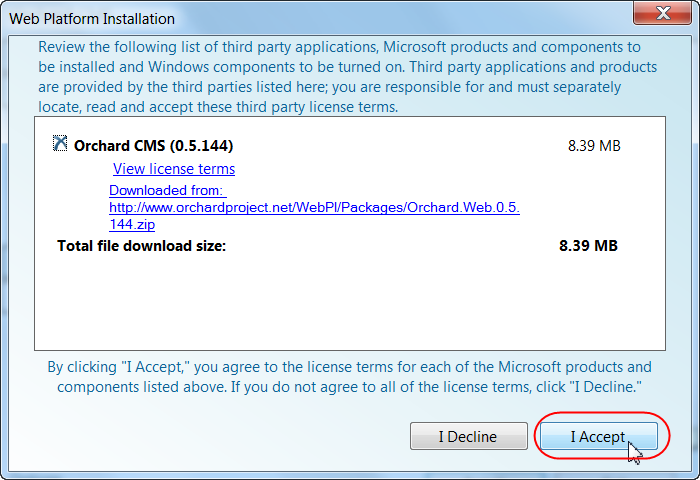 Web Platform Installation
Review the following list of third party applications, Microsoft products and components to
be installed and Windows components to be turned on. Third party applications and products
are provided by the third parties listed here; you are responsible for and must separately
locate, read and accept these third party license terms.
Orchard CMS (0.5.144) 8.39 MB
View license terms
Downloaded from:
http://www.orchardproject.net/WebPI/Packages/Orchard.Web.0.5.
144.zip
Total file download size: 8.39 MB
By clicking "I Accept," you agree to the license terms for each of the Microsoft products and
components listed above. If you do not agree to all of the license terms, click "I Decline."
I Decline I Accept